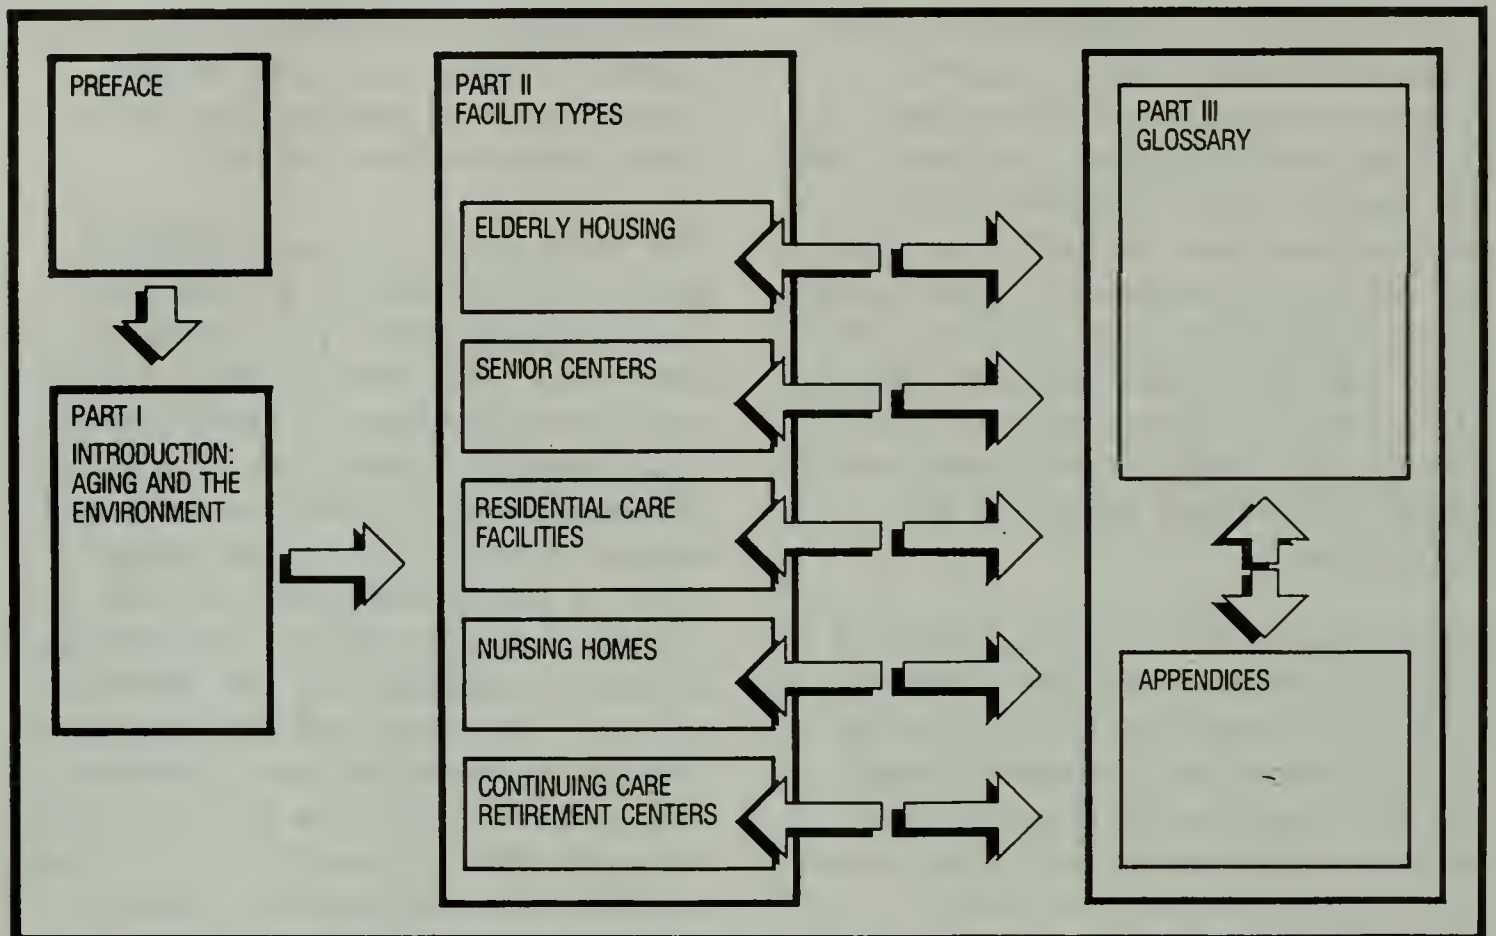 PREFACE
PART I
INTRODUCTION:
AGING AND THE
ENVIRONMENT
PART II
FACILITY TYPES
ELDERLY HOUSING
SENIOR CENTERS
RESIDENTIAL CARE
FACILITIES
NURSING HOMES
CONTINUING CARE
RETIREMENT CENTERS
PART III
GLOSSARY
APPENDICES